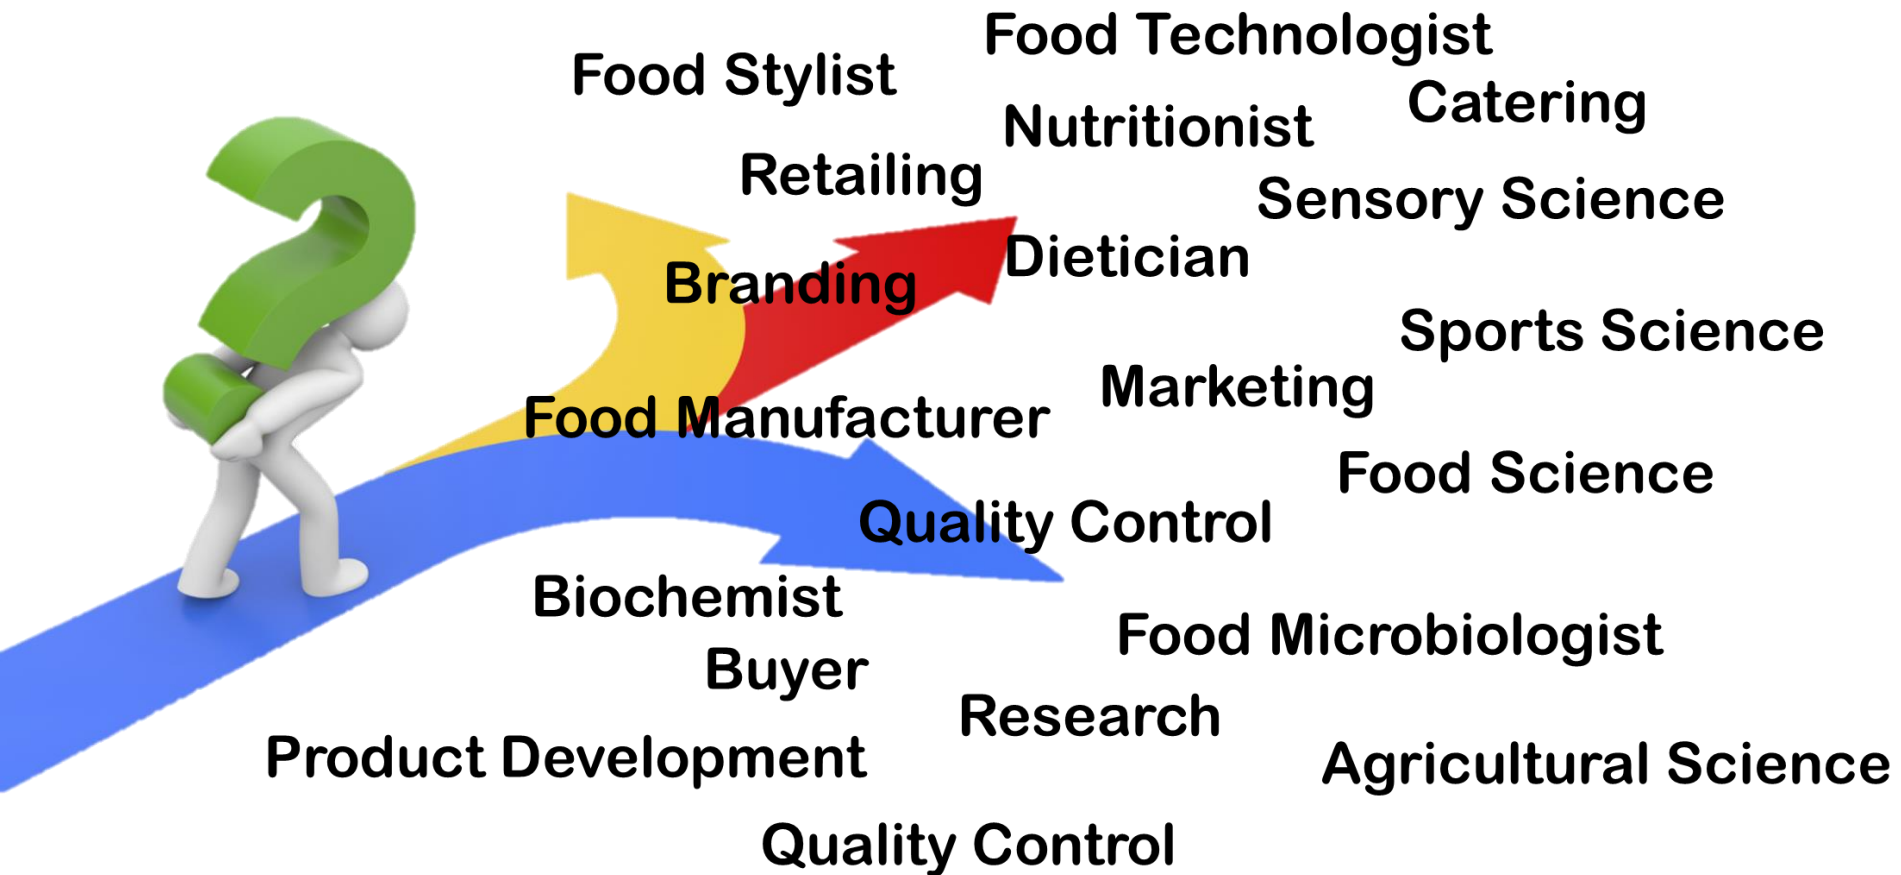 Food Technologist
Food Stylist
Catering
Nutritionist
Retailing
Sensory Science
Dietician
Branding
Sports Science
Marketing
Food Manufacturer
Food Science
Quality Control
Biochemist
Food Microbiologist
Buyer
Research
Product Development
Agricultural Science
Quality Control